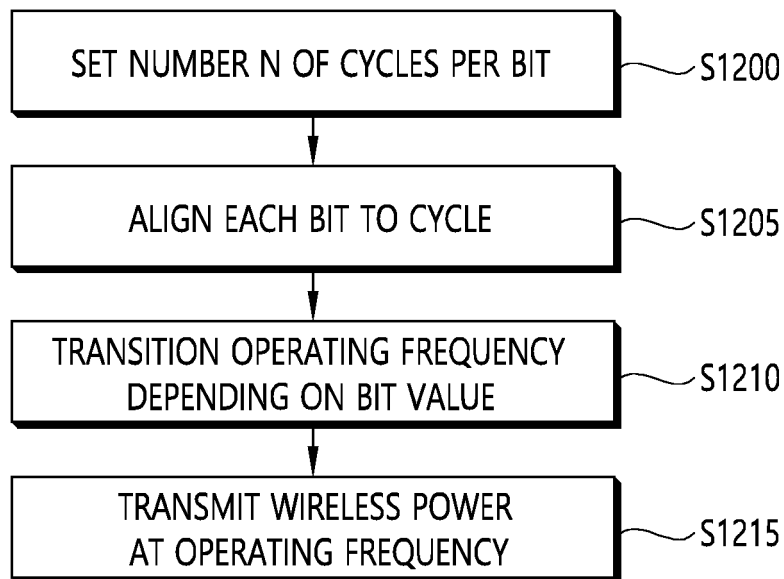 SET NUMBER N OF CYCLES PER BIT
S1200
ALIGN EACH BIT TO CYCLE
S1205
TRANSITION OPERATING FREQUENCY
DEPENDING ON BIT VALUE
S1210
TRANSMIT WIRELESS POWER
AT OPERATING FREQUENCY
S1215